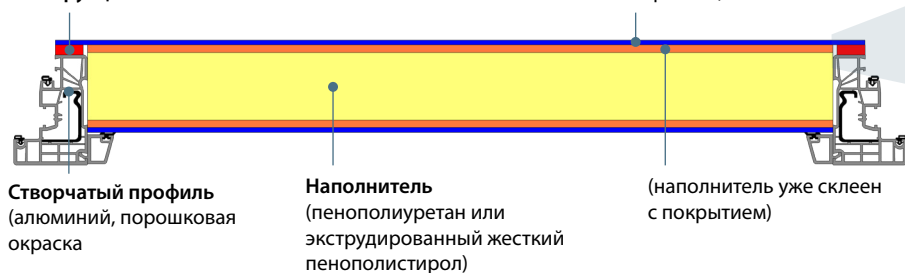 Створчатый профиль
(алюминий, порошковая
окраска
Наполнитель
(пенополиуретан или
экструдированный жесткий
пенополистирол)
(наполнитель уже склеен
с покрытием)